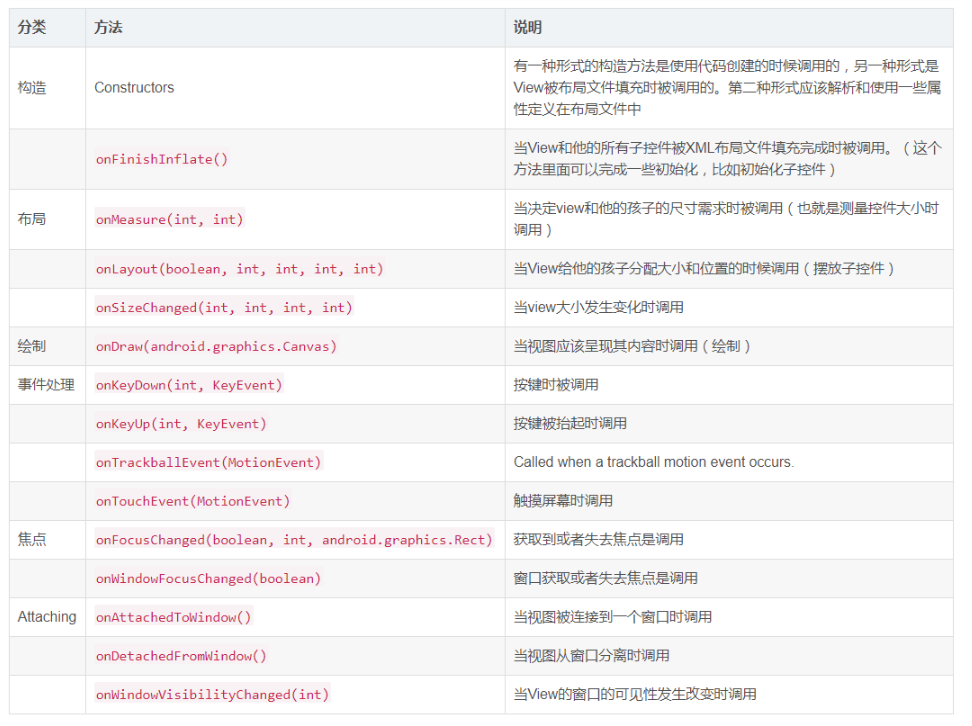 分类 方法 说明
有一种形式的构造方法是使用代码创建的时候调用的，另一种形式是
构造 Constructors View被布局文件填充时被调用的。第二种形式应该解析和使用一些属
性定义在布局文件中
onFinishInflate() 当View和他的所有子控件被XML布局文件填充完成时被调用。（这个
方法里面可以完成一些初始化，比如初始化子控件）
布局 onMeasure(int, int) 当决定view和他的孩子的尺寸需求时被调用（也就是测量控件大小时
调用）
onLayout(boolean, int, int, int, int) 当View给他的孩子分配大小和位置的时候调用（摆放子控件）
onSizeChanged(int, int, int, int) 当view大小发生变化时调用
绘制 onDraw(android.graphics.Canvas) 当视图应该呈现其内容时调用（绘制）
事件处理 onKeyDown(int, KeyEvent) 按键时被调用
onKeyUp(int, KeyEvent) 按键被抬起时调用
onTrackballEvent(MotionEvent) Called when a trackball motion event occurs.
onTouchEvent(MotionEvent) 触摸屏幕时调用
焦点 onFocusChanged(boolean, int, android.graphics.Rect) 获取到或者失去焦点是调用
onWindowFocusChanged(boolean) 窗口获取或者失去焦点是调用
Attaching onAttachedToWindow() 当视图被连接到一个窗口时调用
onDetachedFromWindow() 当视图从窗口分离时调用
onWindowVisibilityChanged(int) 当View的窗口的可见性发生改变时调用